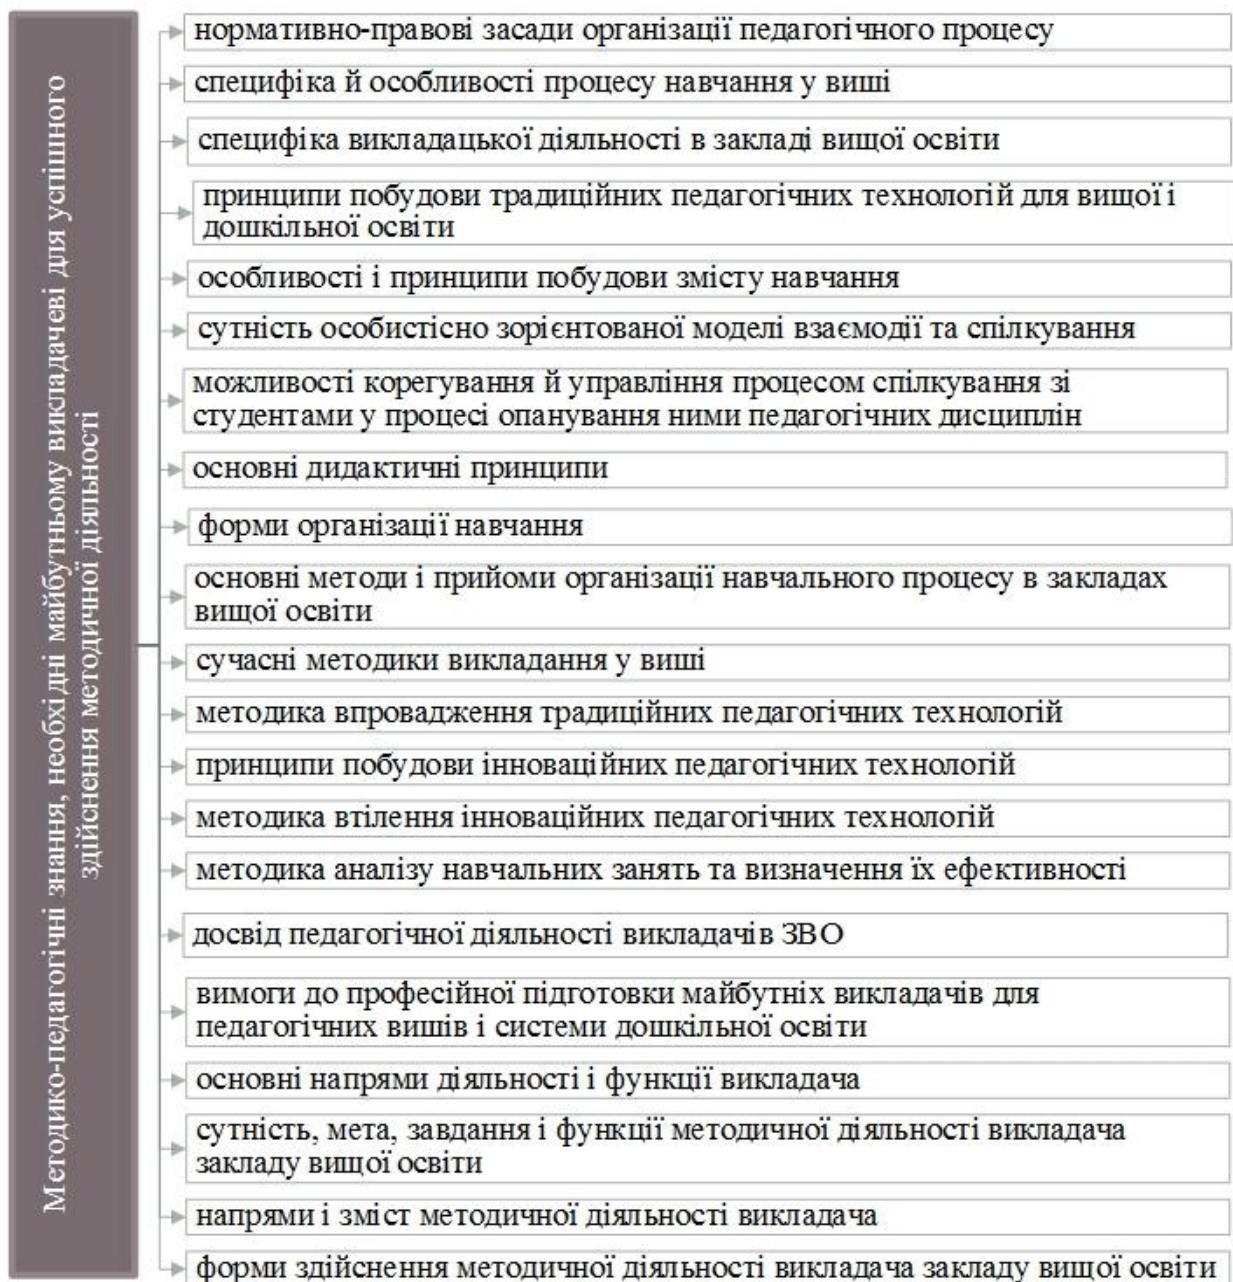 Методико-педагогічні знання, необхідні майбутньому викладачеві для успішного
здійснення методичної діяльності
нормативно-правові засади організації педагогічного процесу
специфіка й особливості процесу навчання у виші
специфіка викладацької діяльності в закладі вищої освіти
принципи побудови традиційних педагогічних технологій для вищої і
дошкільної освіти
особливості і принципи побудови змісту навчання
сутність особистісно зорієнтованої моделі взаємодії та спілкування
можливості корегування й управління процесом спілкування зі
студентами у процесі опанування ними педагогічних дисциплін
основні дидактичні принципи
форми організації навчання
основні методи і прийоми організації навчального процесу в закладах
вищої освіти
сучасні методики викладання у виші
методика впровадження традиційних педагогічних технологій
принципи побудови інноваційних педагогічних технологій
методика втілення інноваційних педагогічних технологій
методика аналізу навчальних занять та визначення їх ефективності
досвід педагогічної діяльності викладачів ЗВО
вимоги до професійної підготовки майбутніх викладачів для
педагогічних вишів і системи дошкільної освіти
основні напрями діяльності і функції викладача
сутність, мета, завдання і функції методичної діяльності викладача
закладу вищої освіти
напрями і зміст методичної діяльності викладача
форми здійснення методичної діяльності викладача закладу вищої освіти